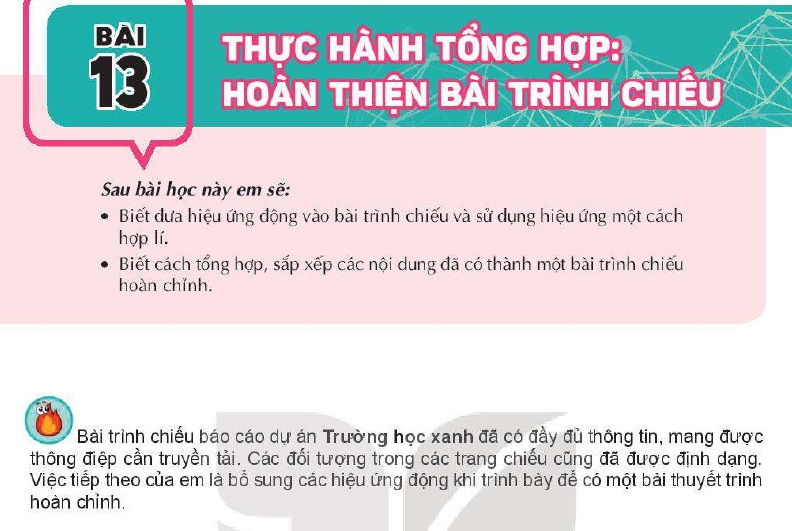 BÀI
13
THỰC HÀNH TỔNG HỢP:
HOÀN THIỆN BÀI TRÌNH CHIẾU
Sau bài học này em sẽ:
• Biết đưa hiệu ứng động vào bài trình chiếu và sử dụng hiệu ứng một cách
hợp lí.
• Biết cách tổng hợp, sắp xếp các nội dung đã có thành một bài trình chiếu
hoàn chỉnh.
Bài trình chiếu báo cáo dự án Trường học xanh đã có đầy đủ thông tin, mang được
thông điệp cần truyền tải. Các đối tượng trong các trang chiếu cũng đã được định dạng.
Việc tiếp theo của em là bổ sung các hiệu ứng động khi trình bày để có một bài thuyết trình
hoàn chỉnh.